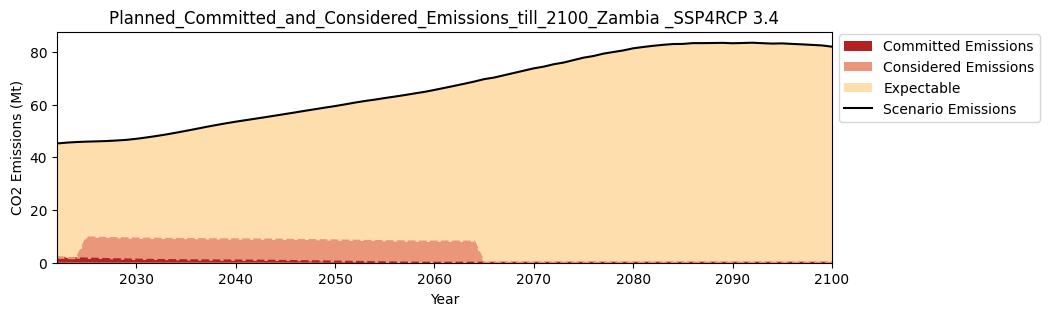 Planned_Committed_and_Considered_Emissions_till_2100_Zambia _SSP4RCP 3.4
Committed Emissions
Considered Emissions
Expectable
Scenario Emissions
CO2 Emissions (Mt)
80
60
40
20
0
2030 2040 2050 2060 2070 2080 2090 2100
Year